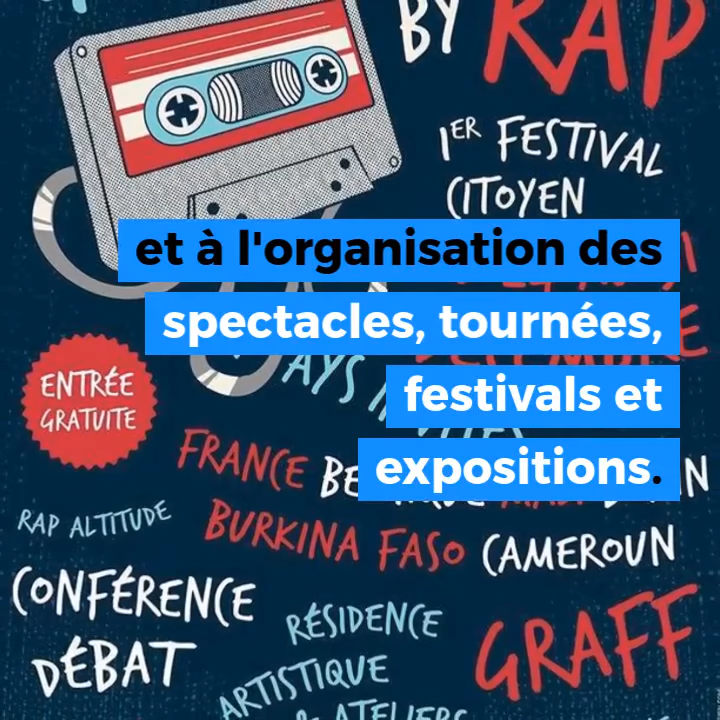 BY RAP
1ER FESTIVAL
CITOYEN
et à l'organisation des
spectacles, tournées,
festivals et
expositions.
ENTRÉE
GRATUITE
FRANCE
RAP ALTITUDE
BURKINA FASO CAMEROUN
CONFÉRENCE
DÉBAT
RÉSIDENCE
ARTISTIQUE
& ATELIERS
GRAFF